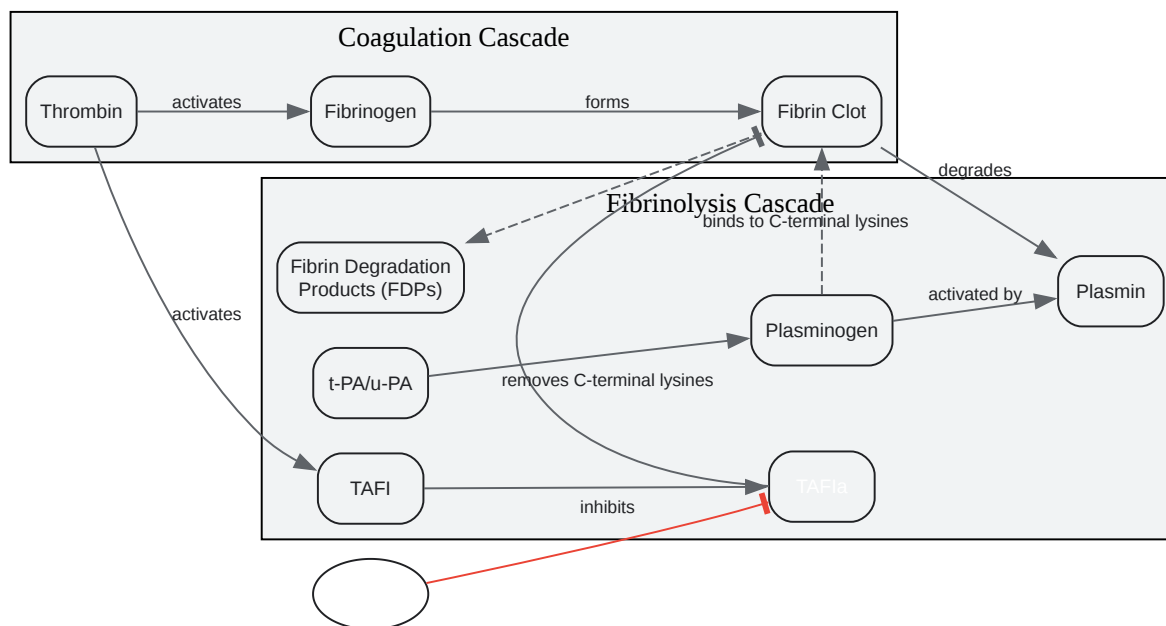 Coagulation Cascade
Thrombin
activates
Fibrinogen
forms
Fibrin Clot
degrades
Fibrinolysis Cascade
binds to C-terminal lysines
Fibrin Degradation
Products (FDPs)
Plasmin
activated by
Plasminogen
activates
t-PA/u-PA
removes C-terminal lysines
TAFI
TAFIa
inhibits